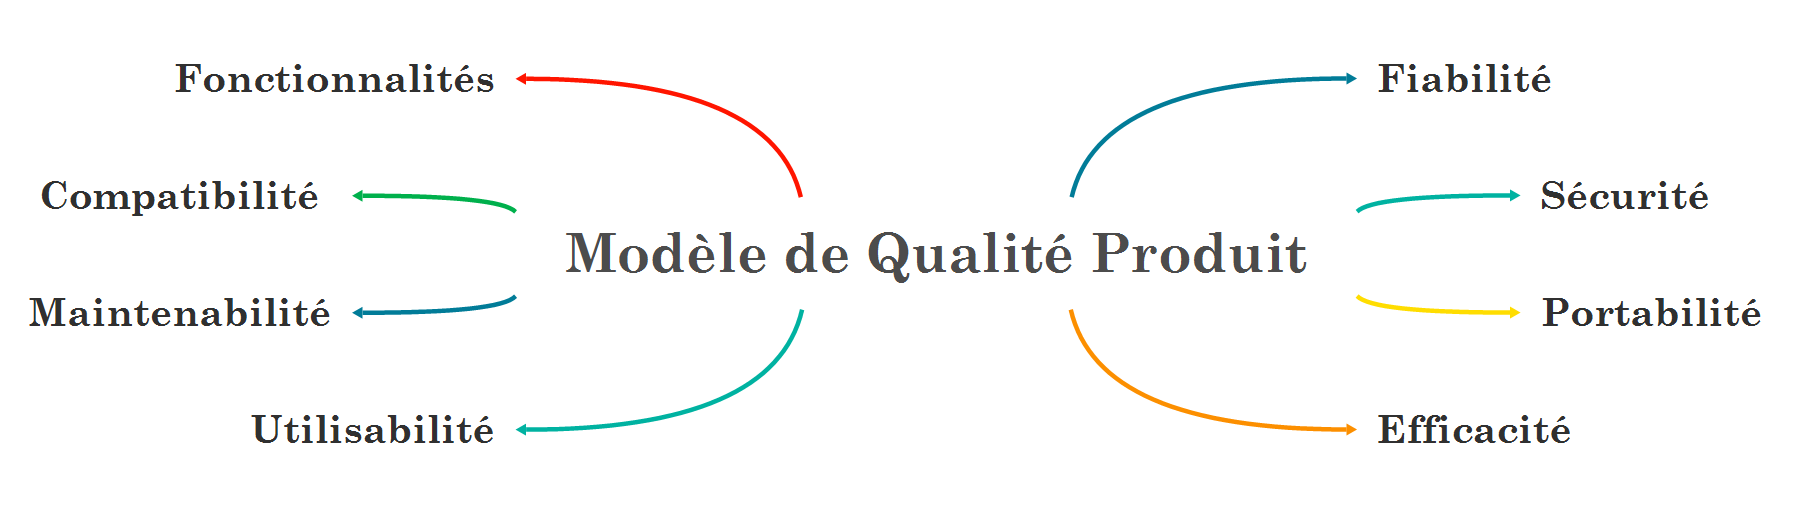 Fonctionnalités
Fiabilité
Compatibilité
Sécurité
Modèle de Qualité Produit
Maintenabilité
Portabilité
Utilisabilité
Efficacité